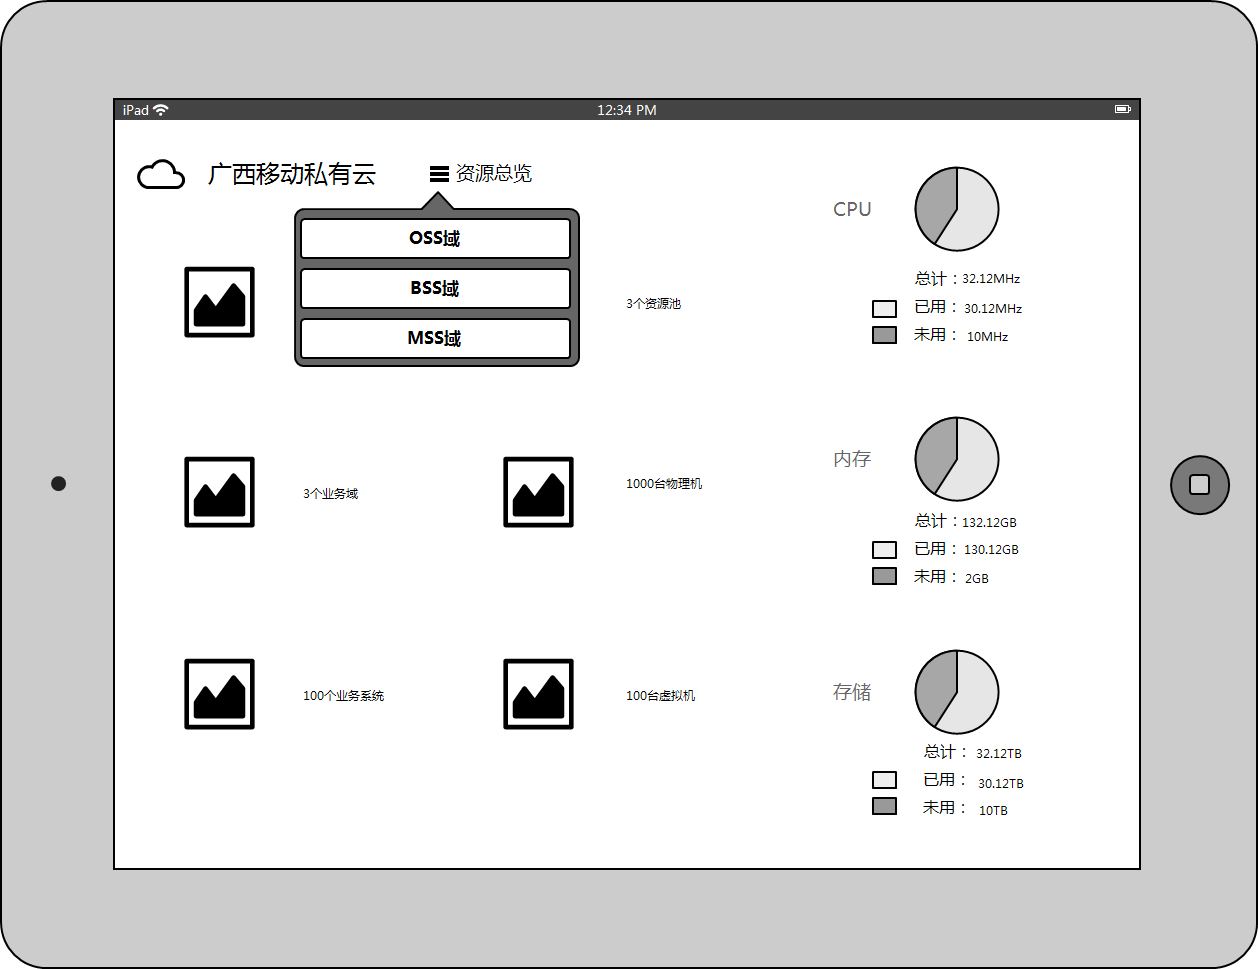 iPad 12:34 PM
广西移动私有云
资源总览
OSS域
BSS域
MSS域
3个资源池
3个业务域
1000台物理机
100个业务系统
100台虚拟机
CPU
总计：32.12MHz
已用： 30.12MHz
未用： 10MHz
内存
总计：132.12GB
已用： 130.12GB
未用： 2GB
存储
总计： 32.12TB
已用： 30.12TB
未用： 10TB